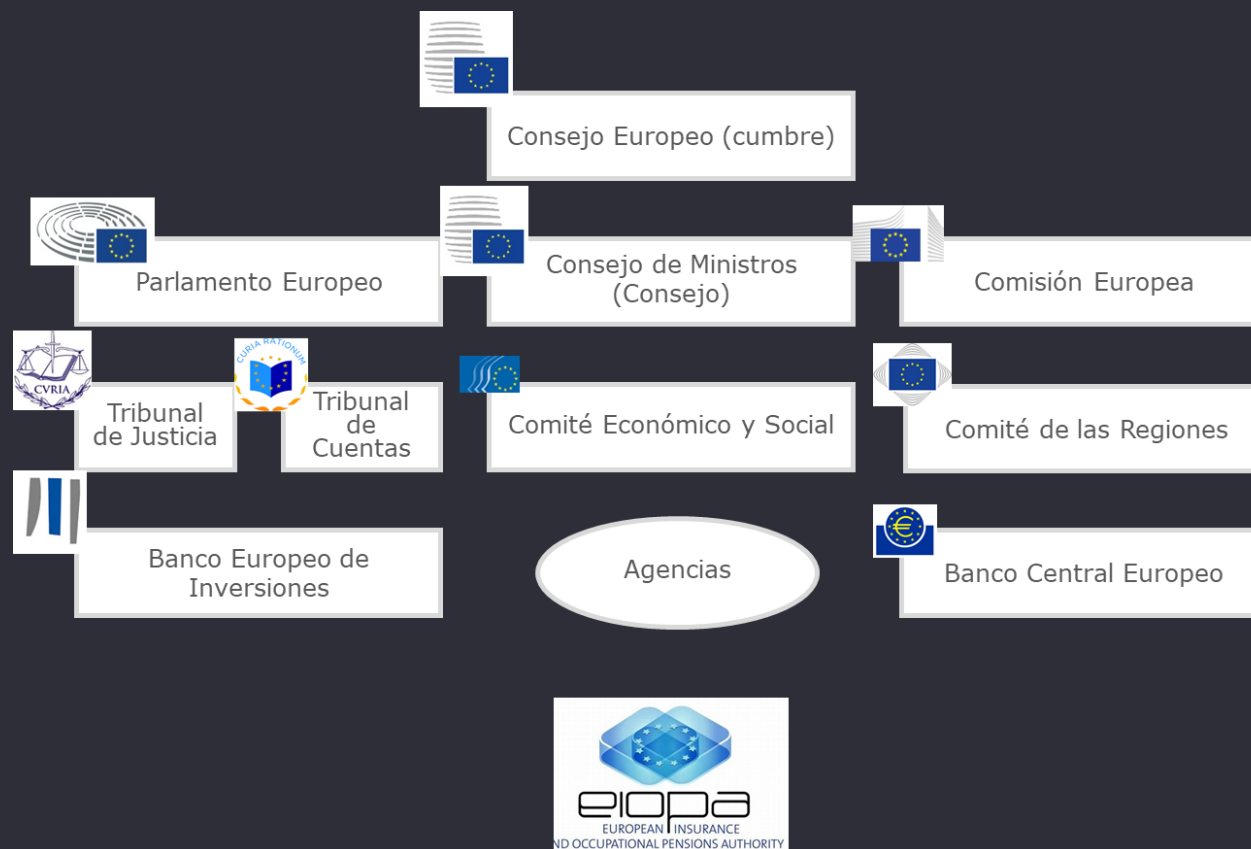 Consejo Europeo (cumbre)
Parlamento Europeo
Consejo de Ministros
(Consejo)
Comisión Europea
CVRIA
CURIA RATIONUM
Tribunal
de Justicia
Tribunal
de
Cuentas
Comité Económico y Social
Comité de las Regiones
Banco Europeo de
Inversiones
Agencias
€
Banco Central Europeo
eiopa
EUROPEAN INSURANCE
ND OCCUPATIONAL PENSIONS AUTHORITY